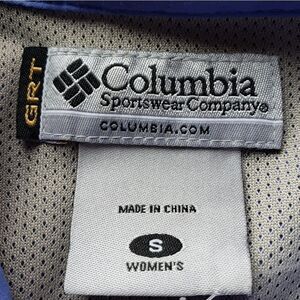 GRT
Columbia
Sportswear Company®
COLUMBIA.COM
MADE IN CHINA
S
WOMEN'S